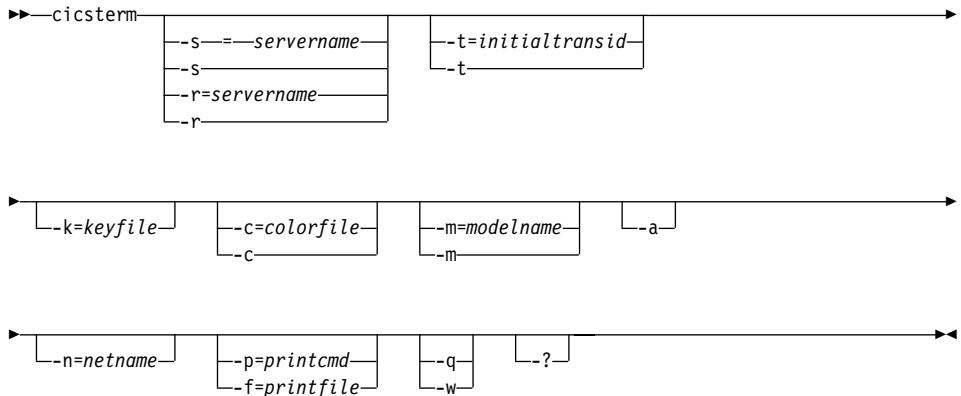 cicsterm
-s = servername -t=initialtransid
-s -t
-r=servername
-r
-k=keyfile -c=colorfile -m=modelname -a
-c -m
-n=netname -p=printcmd -q -?
-f=printfile -w